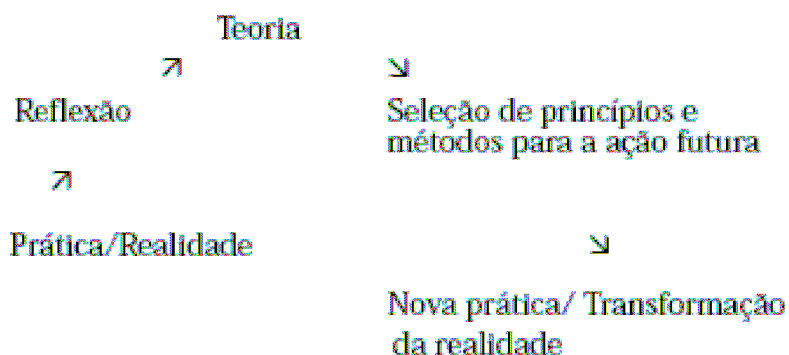 Teoria
Reflexão
Seleção de princípios e
métodos para a ação futura
Prática/Realidade
Nova prática/ Transformação
da realidade